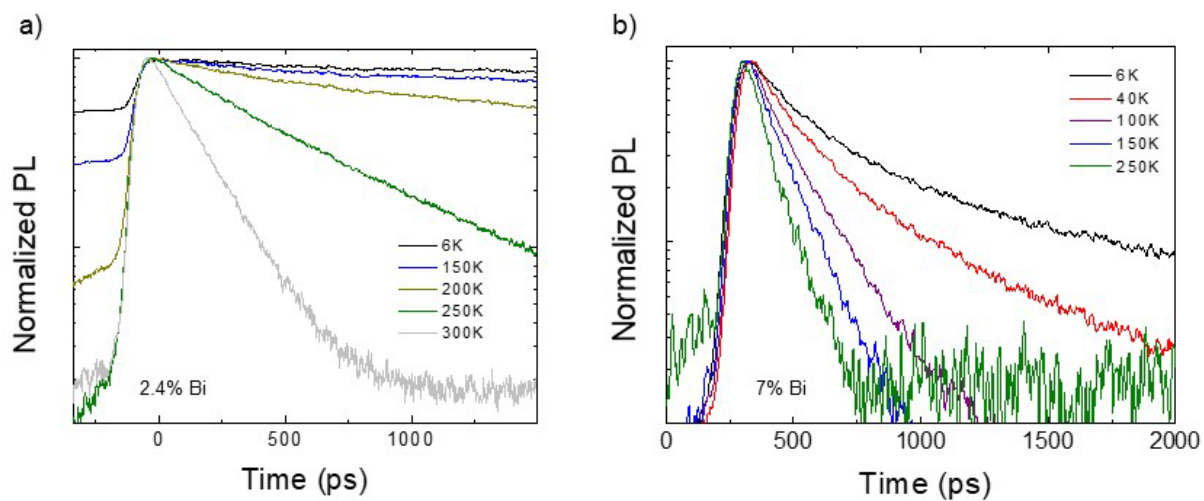 a)
Normalized PL
6K
150K
200K
250K
300K
2.4% Bi
0
500
1000
Time (ps)
b)
Normalized PL
6K
40K
100K
150K
250K
7% Bi
0
500
1000
1500
2000
Time (ps)